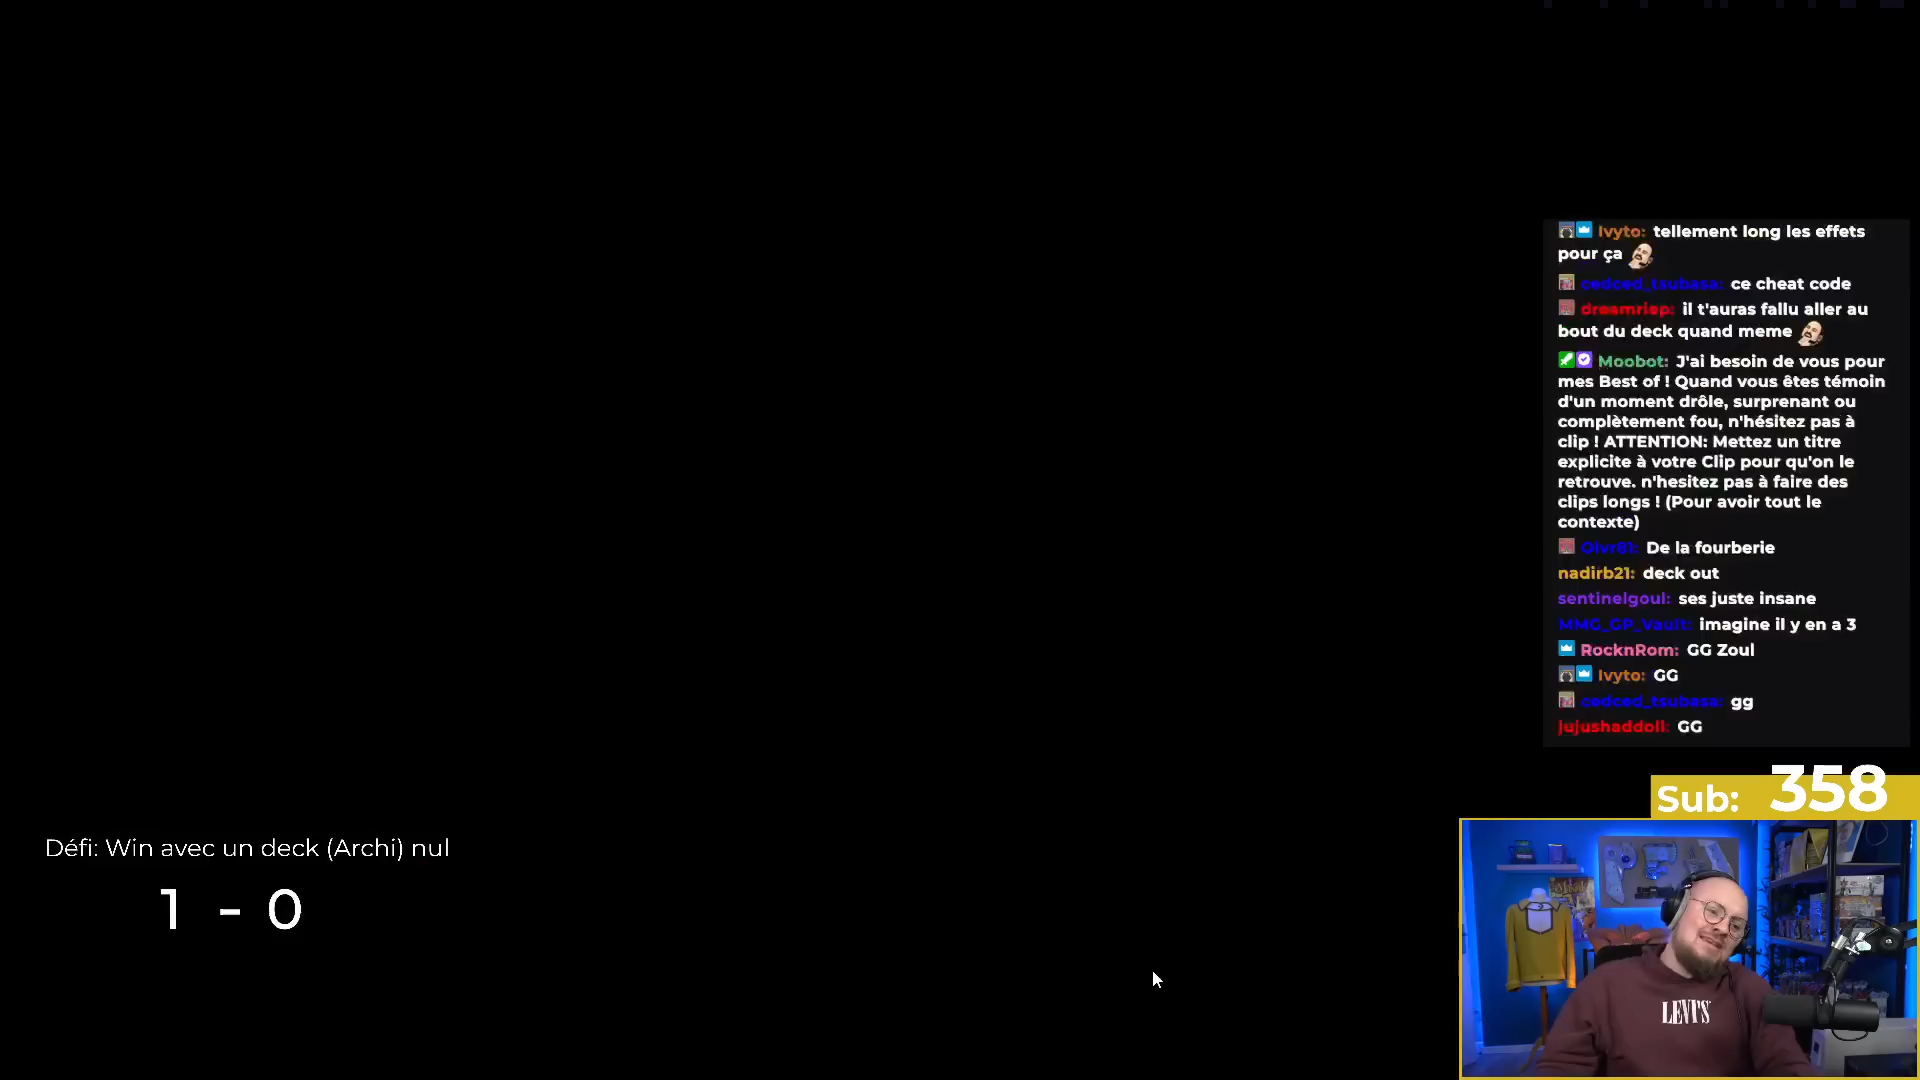 Ivyto: tellement long les effets
pour ça
cedced_tsubasa: ce cheat code
dreamriep: il t'auras fallu aller au
bout du deck quand meme
Moobot: J'ai besoin de vous pour
mes Best of ! Quand vous êtes témoin
d'un moment drôle, surprenant ou
complètement fou, n'hésitez pas à
clip ! ATTENTION: Mettez un titre
explicite à votre Clip pour qu'on le
retrouve. n'hesitez pas à faire des
clips longs ! (Pour avoir tout le
contexte)
De la fourberie
nadirb21: deck out
sentinelgoul: ses juste insane
MMG_GP_Vault: imagine il y en a 3
RocknRom: GG Zoul
Ivyto: GG
cedced_tsubasa: gg
jujushaddoll: GG
Sub: 358
Défi: Win avec un deck (Archi) nul
1 - 0
LEVI'S